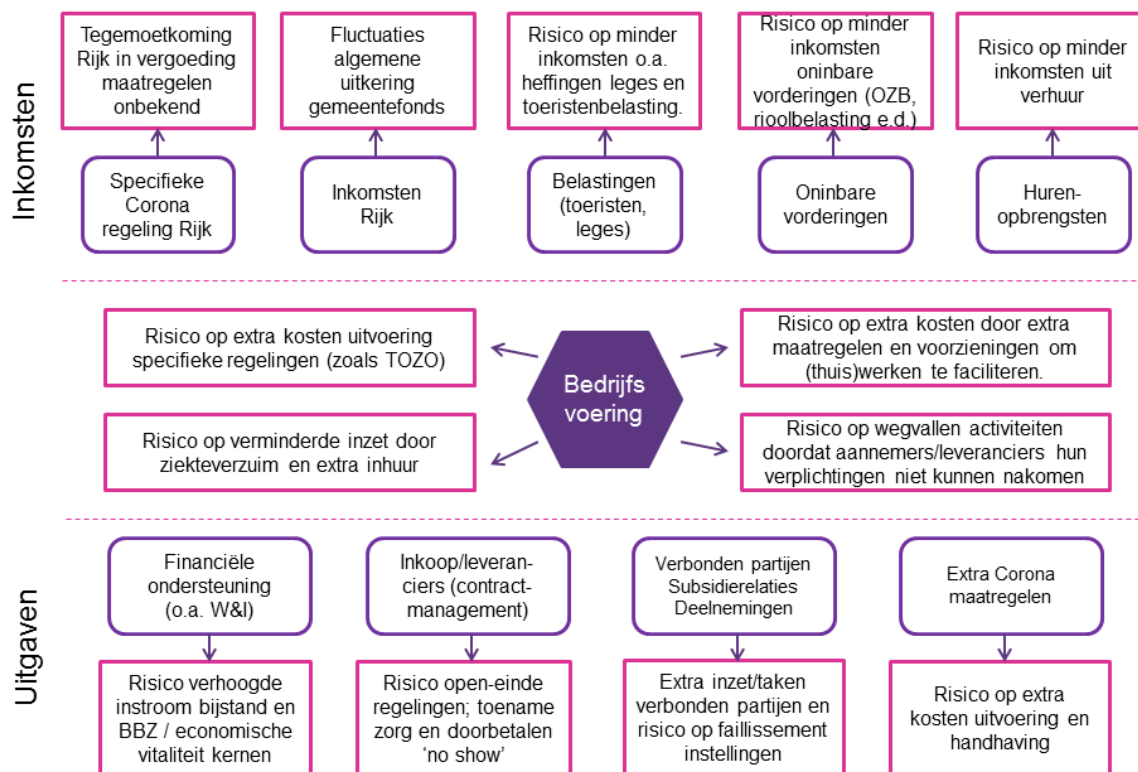 Inkomsten
Tegemoetkoming
Rijk in vergoeding
maatregelen
onbekend
Fluctuaties
algemene
uitkering
gemeentefonds
Risico op minder
inkomsten o.a.
heffingen leges en
toeristenbelasting.
Risico op minder
inkomsten
oninbare
vorderingen (OZB,
rioolbelasting e.d.)
Risico op minder
inkomsten uit
verhuur
Specifieke
Corona
regeling Rijk
Inkomsten
Rijk
Belastingen
(toeristen,
leges)
Oninbare
vorderingen
Huren-
opbrengsten
Risico op extra kosten uitvoering
specifieke regelingen (zoals TOZO)
Risico op extra kosten door extra
maatregelen en voorzieningen om
(thuis)werken te faciliteren.
Bedrijfs
voering
Risico op verminderde inzet door
ziekteverzuim en extra inhuur
Risico op wegvallen activiteiten
doordat aannemers/leveranciers hun
verplichtingen niet kunnen nakomen
Uitgaven
Financiële
ondersteuning
(o.a. W&I)
Inkoop/leveran-
ciers (contract-
management)
Verbonden partijen
Subsidierelaties
Deelnemingen
Extra Corona
maatregelen
Risico verhoogde
instroom bijstand en
BBZ / economische
vitaliteit kernen
Risico open-einde
regelingen; toename
zorg en doorbetalen
‘no show’
Extra inzet/taken
verbonden partijen en
risico op faillissement
instellingen
Risico op extra
kosten uitvoering en
handhaving